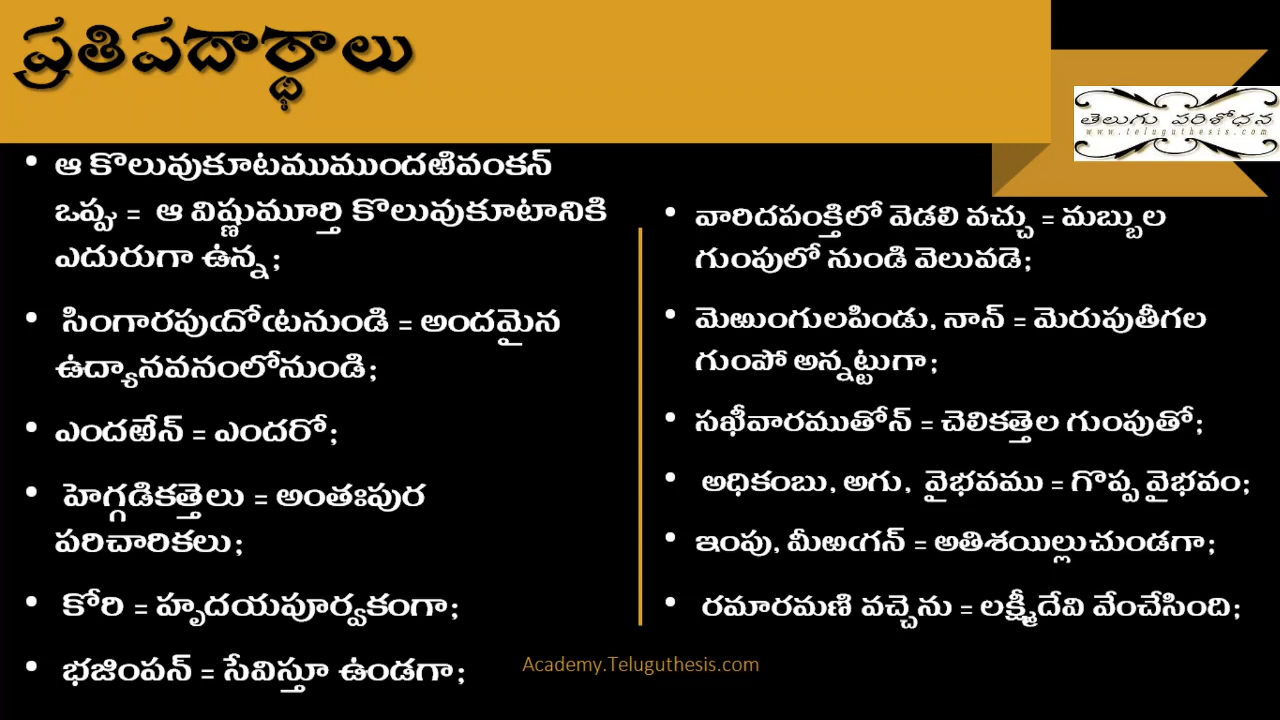 ప్రతిపదార్థాలు
తెలుగు పరిశోధన
www.teluguthesis.com
• ఆ కొలువుకూటముముందఱివంకన్
ఒప్పు = ఆ విష్ణుమూర్తి కొలువుకూటానికి
ఎదురుగా ఉన్న;
• సింగారపుఁదోఁటనుండి = అందమైన
ఉద్యానవనంలోనుండి;
• ఎందఱేన్ = ఎందరో;
• హెగ్గడికత్తెలు = అంతఃపుర
పరిచారికలు;
• కోరి = హృదయపూర్వకంగా;
• భజింపన్ = సేవిస్తూ ఉండగా;
• వారిదపంక్తిలో వెడలి వచ్చు = మబ్బుల
గుంపులో నుండి వెలువడె;
• మెఱుంగులపిండు, నాన్ = మెరుపుతీగల
గుంపో అన్నట్టుగా;
• సఖీవారముతోన్ = చెలికత్తెల గుంపుతో;
• అధికంబు, అగు, వైభవము = గొప్ప వైభవం;
• ఇంపు, మీఱఁగన్ = అతిశయిల్లుచుండగా;
• రమారమణి వచ్చెను = లక్ష్మీదేవి వేంచేసింది;
Academy.Teluguthesis.com